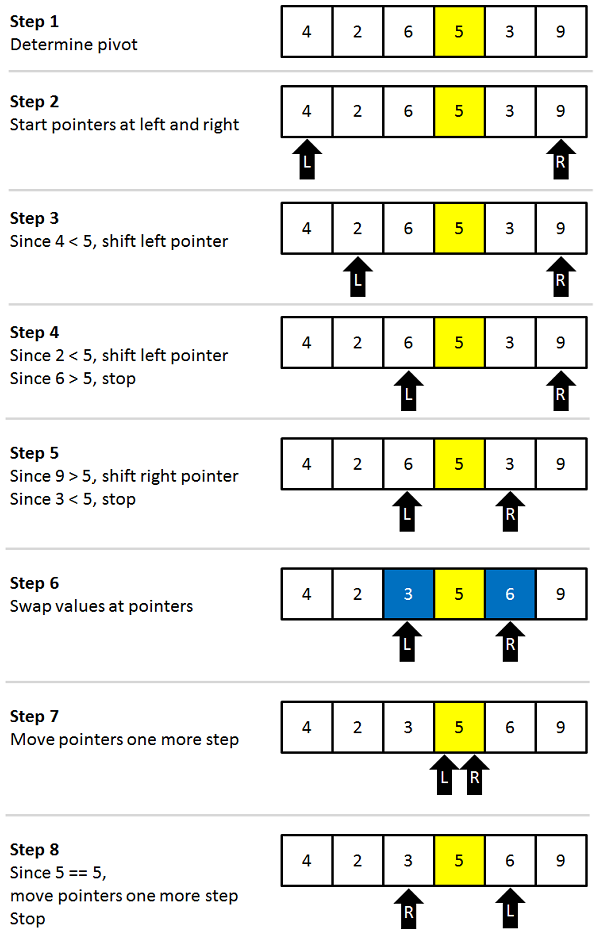 Step 1
Determine pivot
4 2 6 5 3 9
Step 2
Start pointers at left and right
4 2 6 5 3 9
L R
Step 3
Since 4 < 5, shift left pointer
4 2 6 5 3 9
L R
Step 4
Since 2 < 5, shift left pointer
Since 6 > 5, stop
4 2 6 5 3 9
L R
Step 5
Since 9 > 5, shift right pointer
Since 3 < 5, stop
4 2 6 5 3 9
L R
Step 6
Swap values at pointers
4 2 3 5 6 9
L R
Step 7
Move pointers one more step
4 2 3 5 6 9
L R
Step 8
Since 5 == 5,
move pointers one more step
Stop
4 2 3 5 6 9
R L